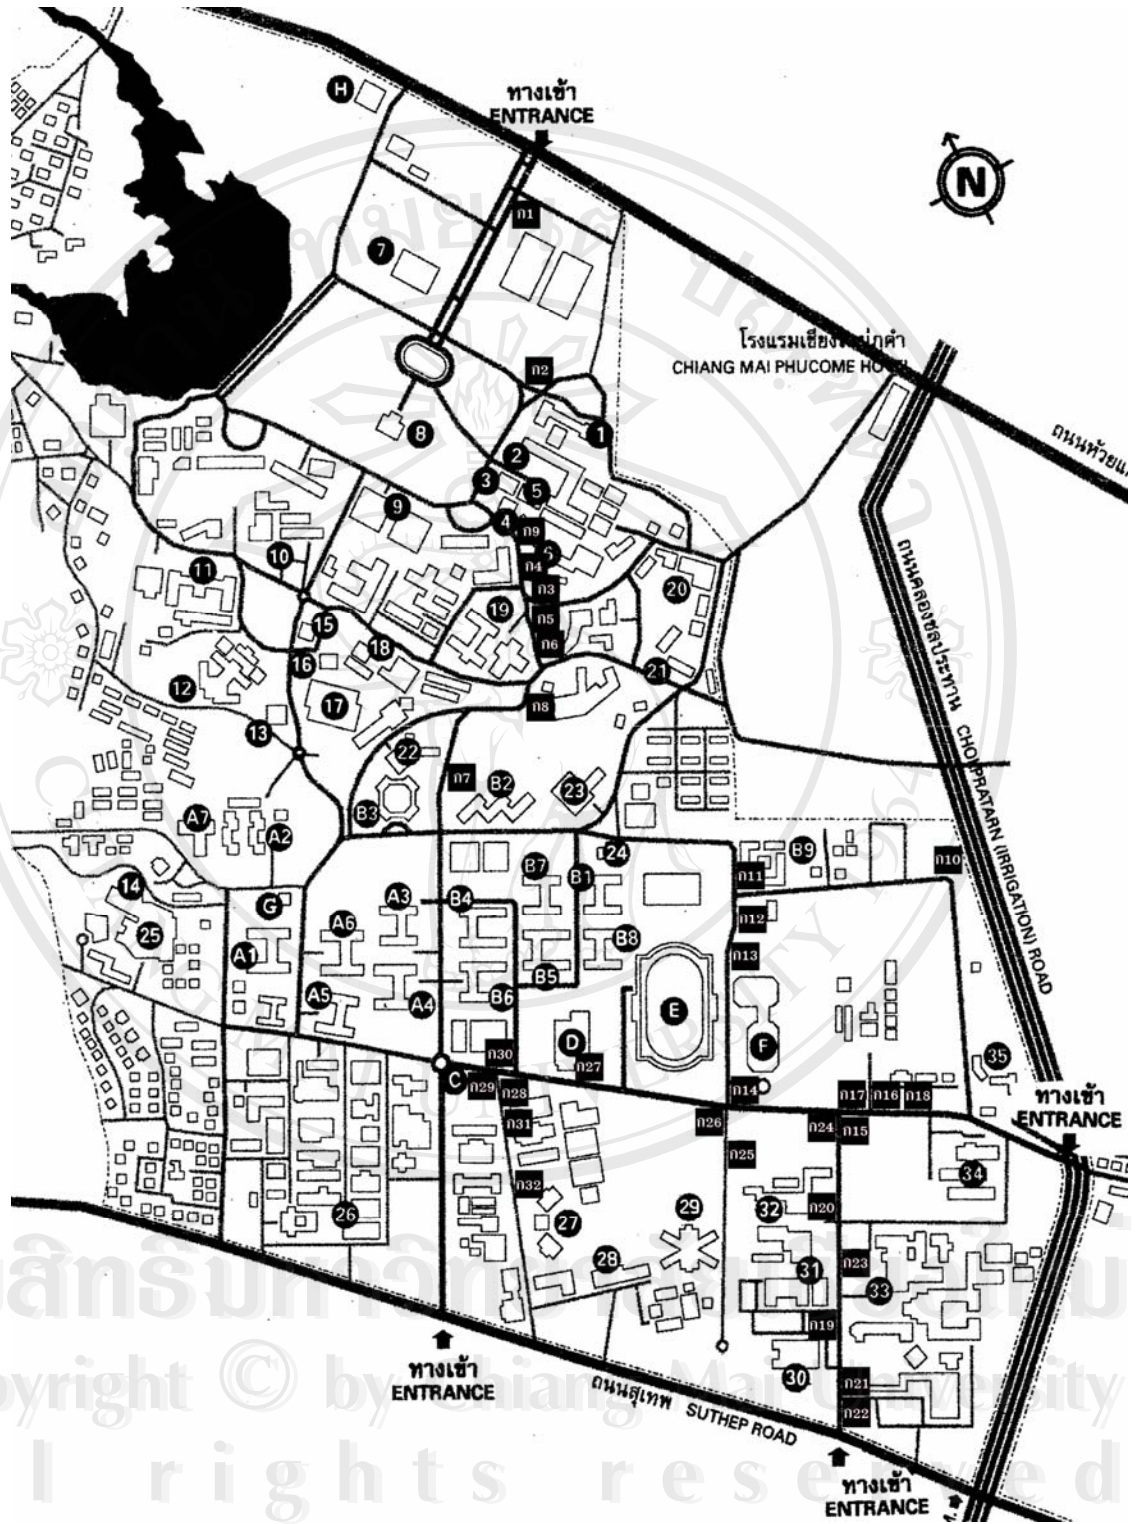 H
ทางเข้า
ENTRANCE
N
ก1
7
โรงแรมเชียงใหม่ภูคำ
CHIANG MAI PHUCOME HOTEL
ก2
8
1
ถนนห้วยแก้ว
2
3
5
9
4
ก9
6
10
ก4
11
ก3
20
19
15
ก5
18
ก6
16
21
12
17
ก8
13
22
ก7
B2
23
B3
A7
A2
ถนนคลองชลประทาน CHOLPRATARN (IRRIGATION) ROAD
24
B9
ก10
B7
B1
ก11
14
G
A3
B4
ก12
25
A6
B8
A1
ก13
B5
A5
A4
B6
E
D
F
ก30
35
ก27
C
ก29
ก28
ก14
ก17
ก16
ก18
ทางเข้า
ENTRANCE
ก31
ก26
ก24
ก15
ก25
34
ก32
26
27
29
32
ก20
28
31
ก23
33
ก19
ทางเข้า
ENTRANCE
30
ก21
ถนนสุเทพ SUTHEP ROAD
ก22
ทางเข้า
ENTRANCE
Copyright © by Chiang Mai University
All rights reserved